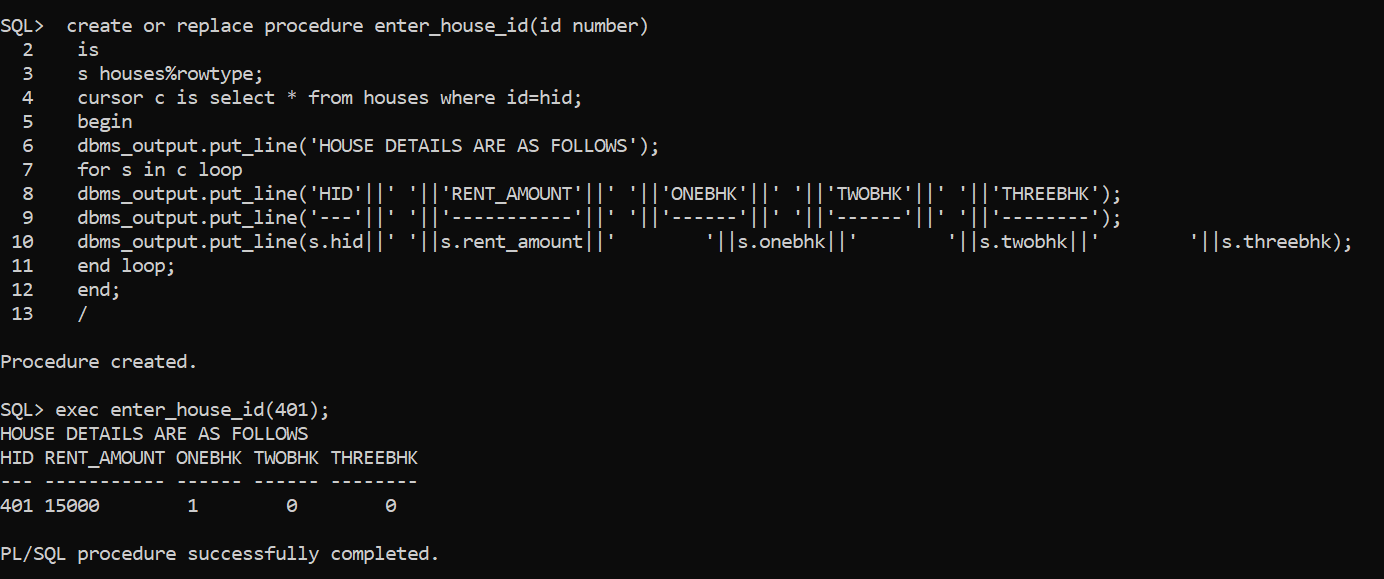 SQL>  create or replace procedure enter_house_id(id number)
  2    is
  3    s houses%rowtype;
  4    cursor c is select * from houses where id=hid;
  5    begin
  6    dbms_output.put_line('HOUSE DETAILS ARE AS FOLLOWS');
  7    for s in c loop
  8    dbms_output.put_line('HID'||' '||'RENT_AMOUNT'||' '||'ONEBHK'||' '||'TWOBHK'||' '||'THREEBHK');
  9    dbms_output.put_line('---'||' '||'-----------'||' '||'------'||' '||'------'||' '||'--------');
 10    dbms_output.put_line(s.hid||' '||s.rent_amount||'        '||s.onebhk||'        '||s.twobhk||'        '||s.threebhk);
 11    end loop;
 12    end;
 13    /
Procedure created.
SQL> exec enter_house_id(401);
HOUSE DETAILS ARE AS FOLLOWS
HID RENT_AMOUNT ONEBHK TWOBHK THREEBHK
--- ----------- ------ ------ --------
401 15000        1        0        0
PL/SQL procedure successfully completed.